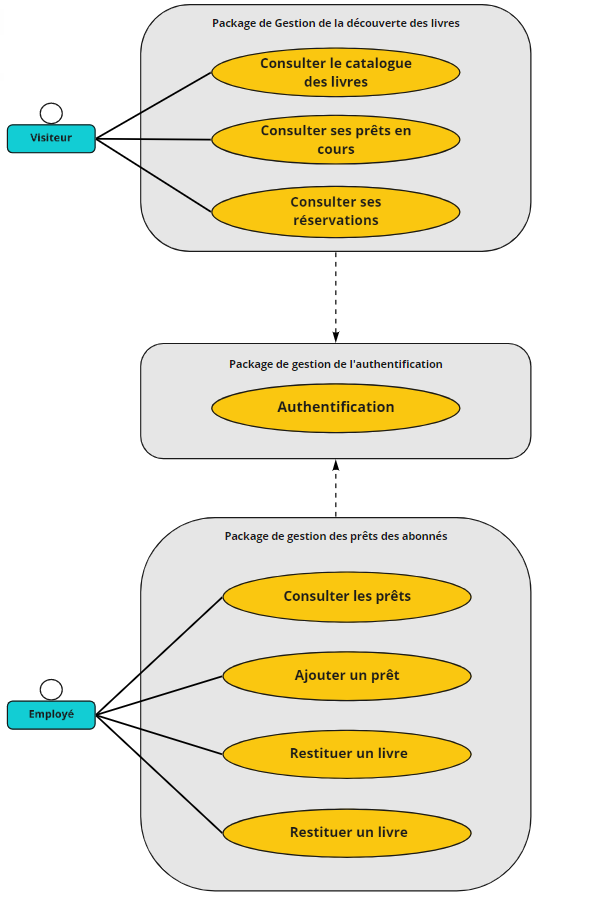 Package de Gestion de la découverte des livres
Consulter le catalogue
des livres
Consulter ses prêts en
cours
Visiteur
Consulter ses
réservations
Package de gestion de l'authentification
Authentification
Package de gestion des prêts des abonnés
Consulter les prêts
Ajouter un prêt
Employé
Restituer un livre
Restituer un livre